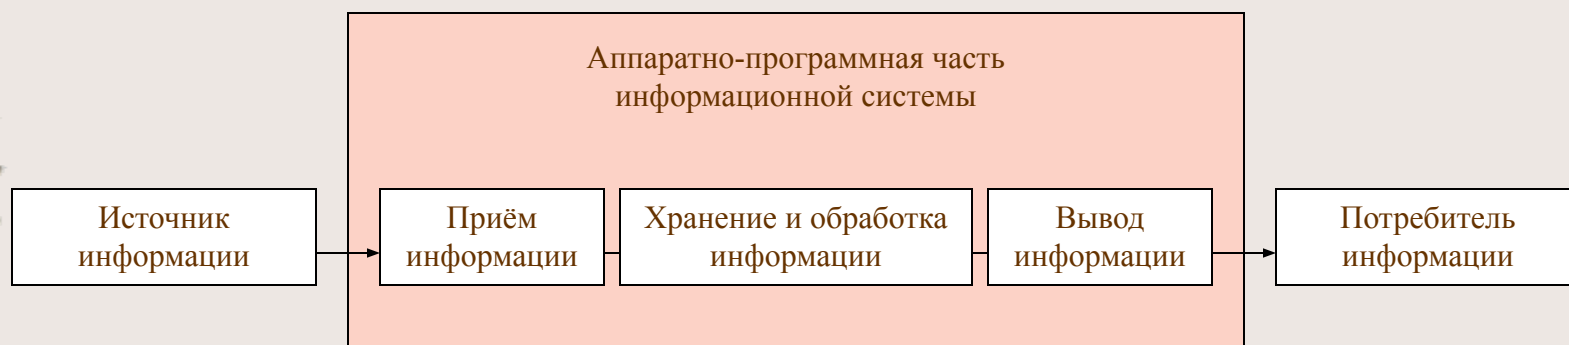 Аппаратно-программная часть
информационной системы
Источник
информации
Приём
информации
Хранение и обработка
информации
Вывод
информации
Потребитель
информации